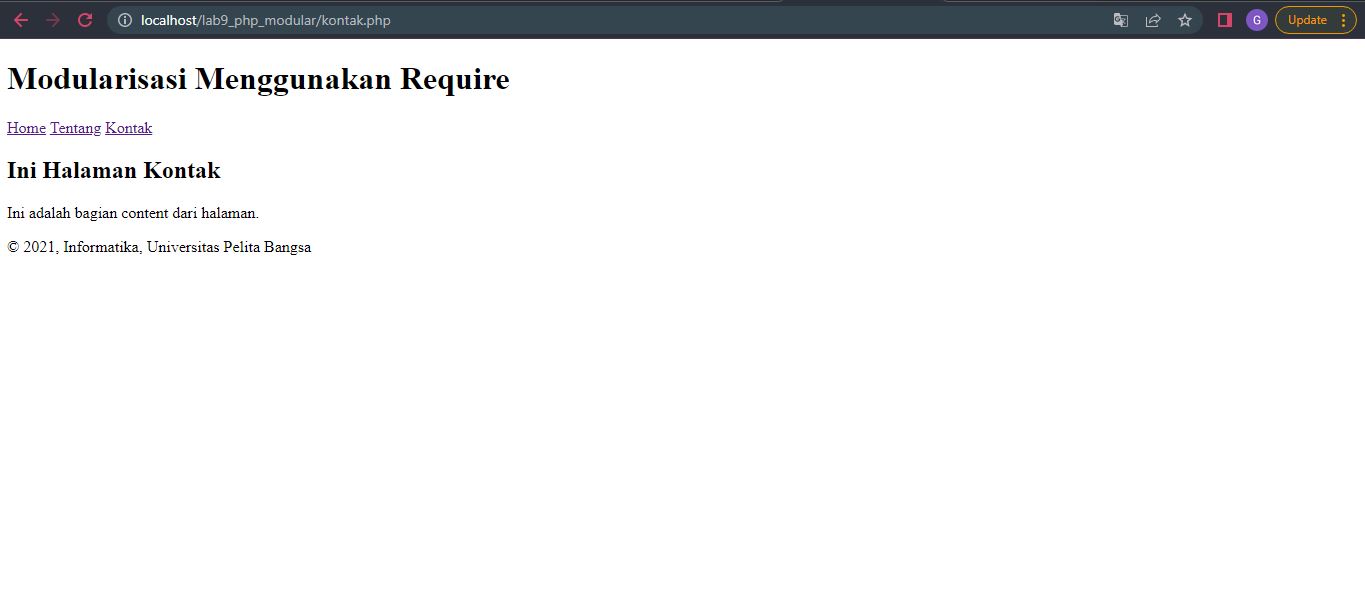 localhost/lab9_php_modular/kontak.php G Update
Modularisasi Menggunakan Require
Home Tentang Kontak
Ini Halaman Kontak
Ini adalah bagian content dari halaman.
© 2021, Informatika, Universitas Pelita Bangsa